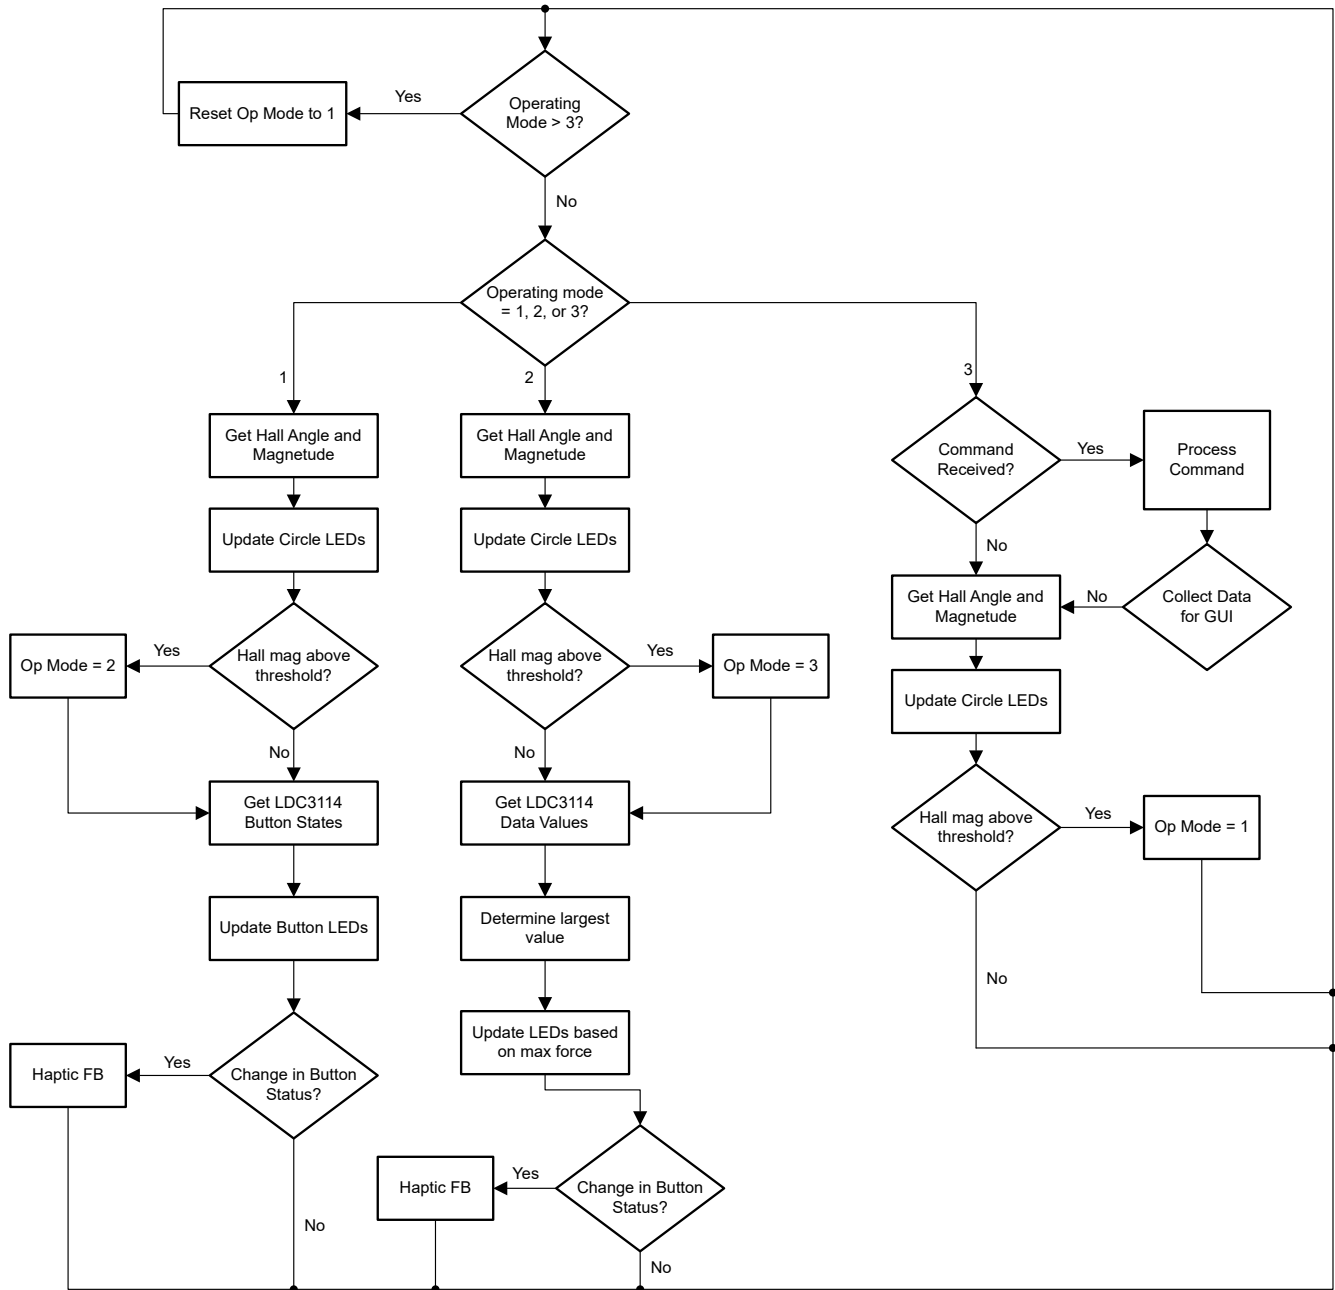 Operating
Mode > 3?
Yes
Reset Op Mode to 1
No
Operating mode
= 1, 2, or 3?
1
2
3
Get Hall Angle and
Magnetude
Get Hall Angle and
Magnetude
Command
Received?
Yes
Process
Command
Update Circle LEDs
Update Circle LEDs
No
Get Hall Angle and
Magnetude
No
Collect Data
for GUI
Op Mode = 2
Yes
Hall mag above
threshold?
Hall mag above
threshold?
Yes
Op Mode = 3
Update Circle LEDs
No
No
Get LDC3114
Button States
Get LDC3114
Data Values
Hall mag above
threshold?
Yes
Op Mode = 1
Update Button LEDs
Determine largest
value
No
Update LEDs based
on max force
Haptic FB
Yes
Change in Button
Status?
Haptic FB
Yes
Change in Button
Status?
No
No